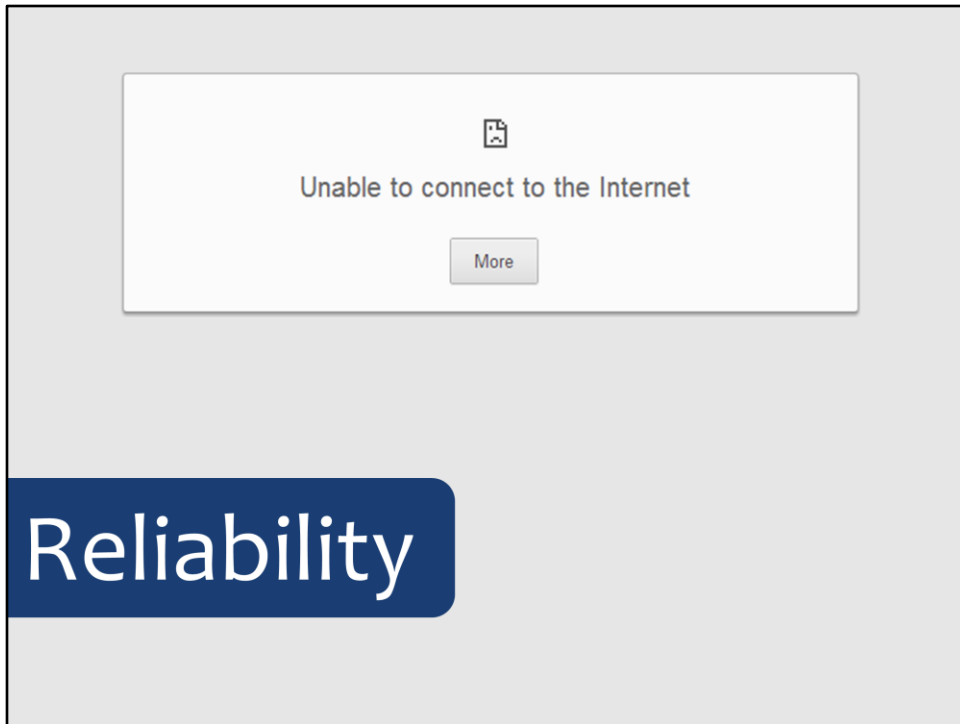 Unable to connect to the Internet
More
Reliability